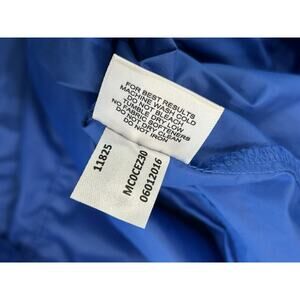 FOR BEST RESULTS
MACHINE WASH COLD
DO NOT BLEACH
TUMBLE DRY LOW
NO FABRIC SOFTENERS
DO NOT DRY CLEAN
DO NOT IRON
11825
MC0CEZ30
06012016